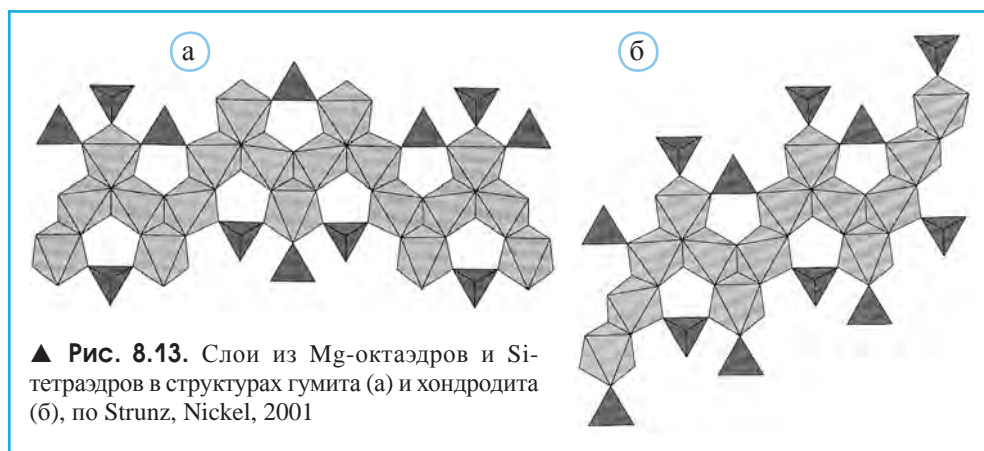 а
б
▲ Рис. 8.13. Слои из Mg-октаэдров и Si-
тетраэдров в структурах гумита (а) и хондродита
(б), по Strunz, Nickel, 2001